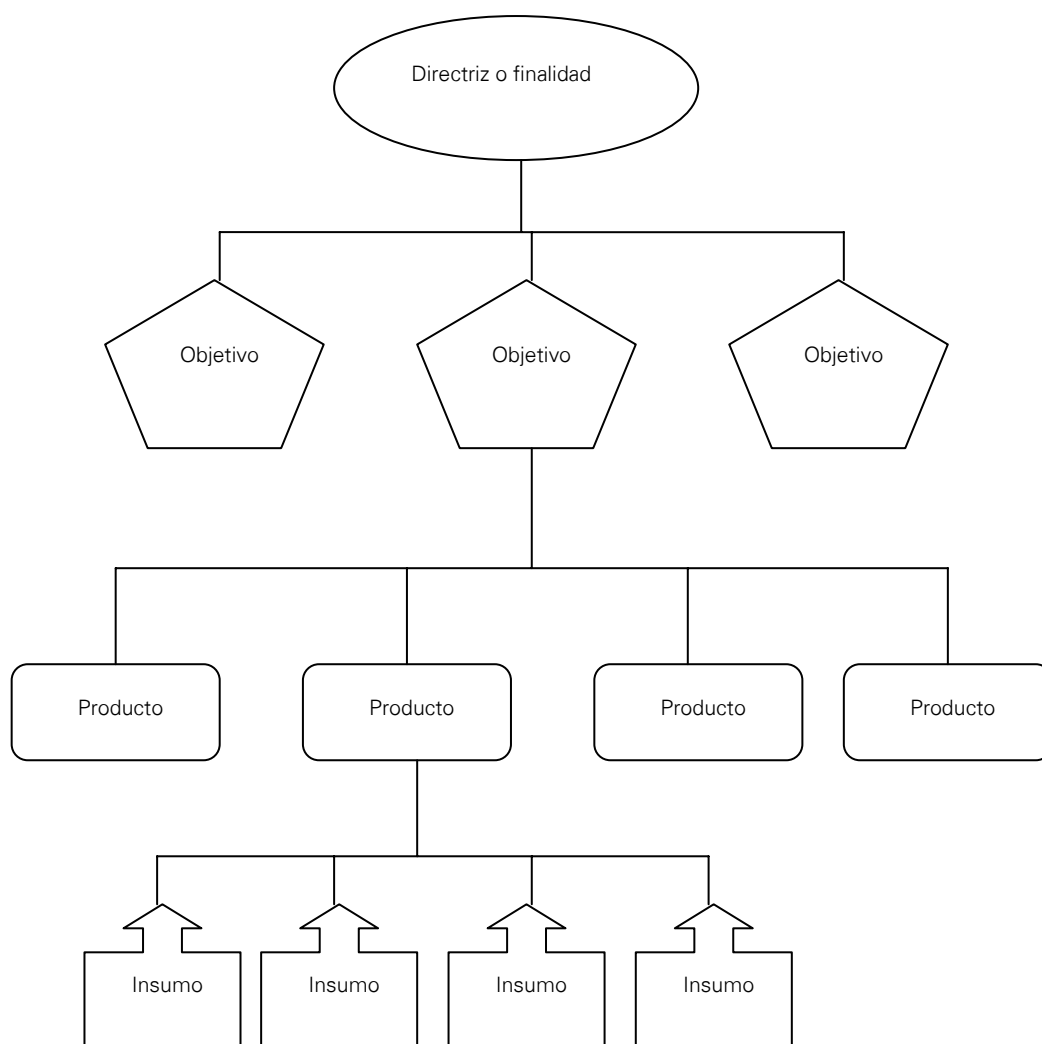 Directriz o finalidad
Objetivo
Objetivo
Objetivo
Producto
Producto
Producto
Producto
Insumo
Insumo
Insumo
Insumo